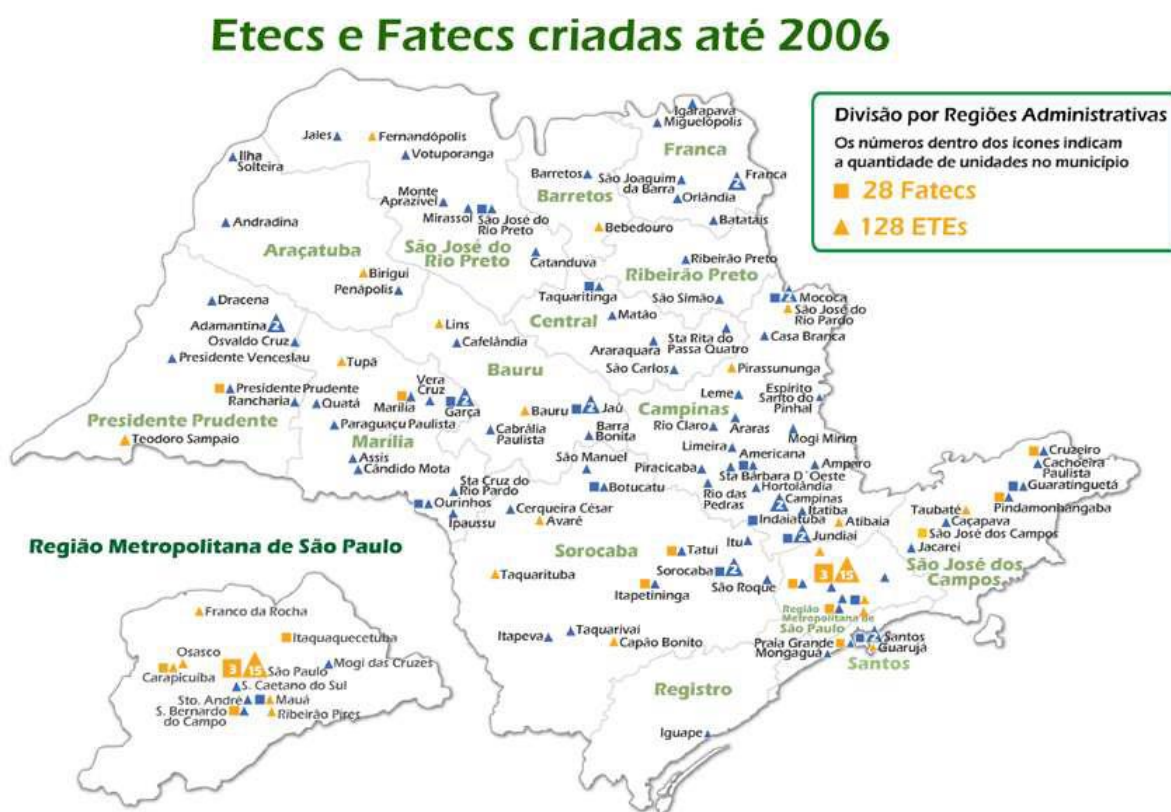 Etecs e Fatecs criadas até 2006
Divisão por Regiões Administrativas
Os números dentro dos ícones indicam
a quantidade de unidades no município
28 Fatecs
128 ETEs
Igarapava
Miguelópolis
Franca
Jales
Fernandópolis
Votuporanga
Ilha
Solteira
Barretos
São Joaquim
da Barra
Franca
2
Orlândia
Barretos
Monte
Aprazível
Mirassol
São José do
Rio Preto
Batatais
Andradina
Bebedouro
Araçatuba
São José do
Rio Preto
Catanduva
Ribeirão Preto
Ribeirão Preto
Birigui
Penápolis
Taquaritinga
São Simão
2
Mococa
São José do
Rio Pardo
Dracena
Central
Matão
Casa Branca
Adamantina
2
Osvaldo Cruz
Lins
Cafelândia
Araraquara
Sta Rita do
Passa Quatro
Presidente Venceslau
Tupã
Bauru
São Carlos
Pirassununga
Presidente Prudente
Rancharia
Quatá
Vera
Cruz
Marília
Garça
2
Bauru
2
Jaú
Leme
Espírito
Santo do
Pinhal
Presidente Prudente
Paraguaçu Paulista
Marília
Cabrália
Paulista
Barra
Bonita
Campinas
Rio Claro
Araras
Mogi Mirim
Teodoro Sampaio
Assis
Cândido Mota
São Manuel
Limeira
Americana
Piracicaba
Sta Bárbara D´Oeste
Amparo
Cruzeiro
Cachoeira
Paulista
Sta Cruz do
Rio Pardo
Botucatu
Rio das
Pedras
Hortolândia
Guaratinguetá
Ourinhos
Ipaussu
Cerqueira César
Avaré
2
Campinas
Itatiba
Indaiatuba
Atibaia
Taubaté
Pindamonhangaba
Caçapava
São José dos Campos
Jacareí
Região Metropolitana de São Paulo
Sorocaba
Itu
2
Jundiaí
Tatuí
Sorocaba
2
São Roque
São José dos
Campos
Taquarituba
Itapetininga
3
15
Região
Metropolitana de
São Paulo
Itapeva
Taquarivaí
Capão Bonito
Praia Grande
Mongaguá
2
Santos
Guarujá
Santos
Registro
Iguape
Franco da Rocha
Itaquaquecetuba
Osasco
Carapicuíba
3
15
São Paulo
Mogi das Cruzes
S. Caetano do Sul
Sto. André
Mauá
S. Bernardo
do Campo
Ribeirão Pires